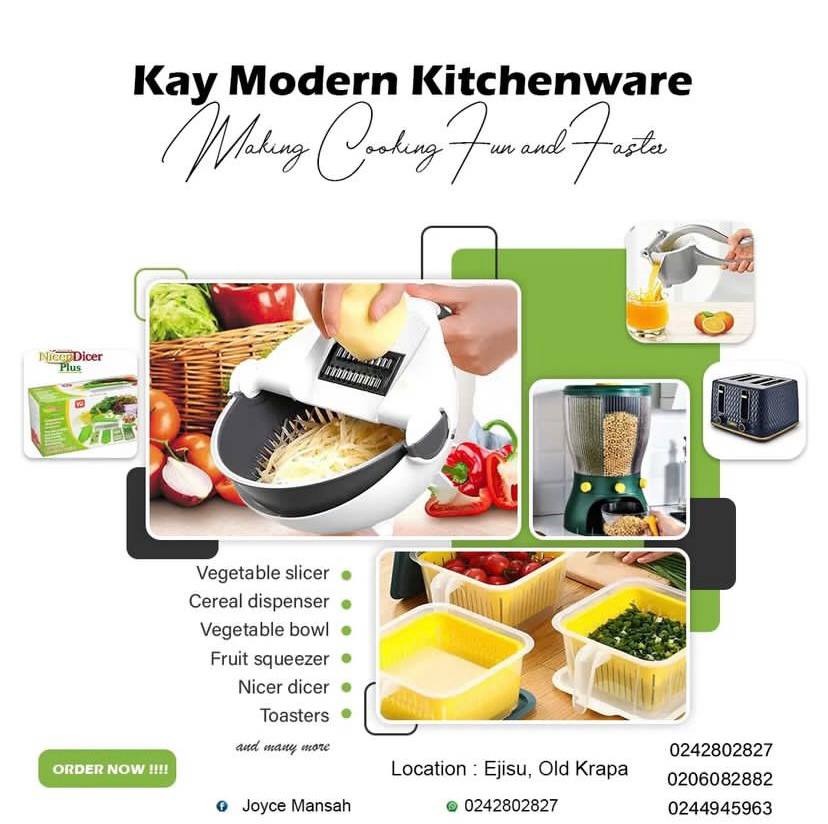 Kay Modern Kitchenware
Making Cooking Fun and Faster
Nicer Dicer
Plus
Vegetable slicer
Cereal dispenser
Vegetable bowl
Fruit squeezer
Nicer dicer
Toasters
and many more
ORDER NOW !!!!
Location : Ejisu, Old Krapa
0242802827
0206082882
0244945963
Joyce Mansah
0242802827